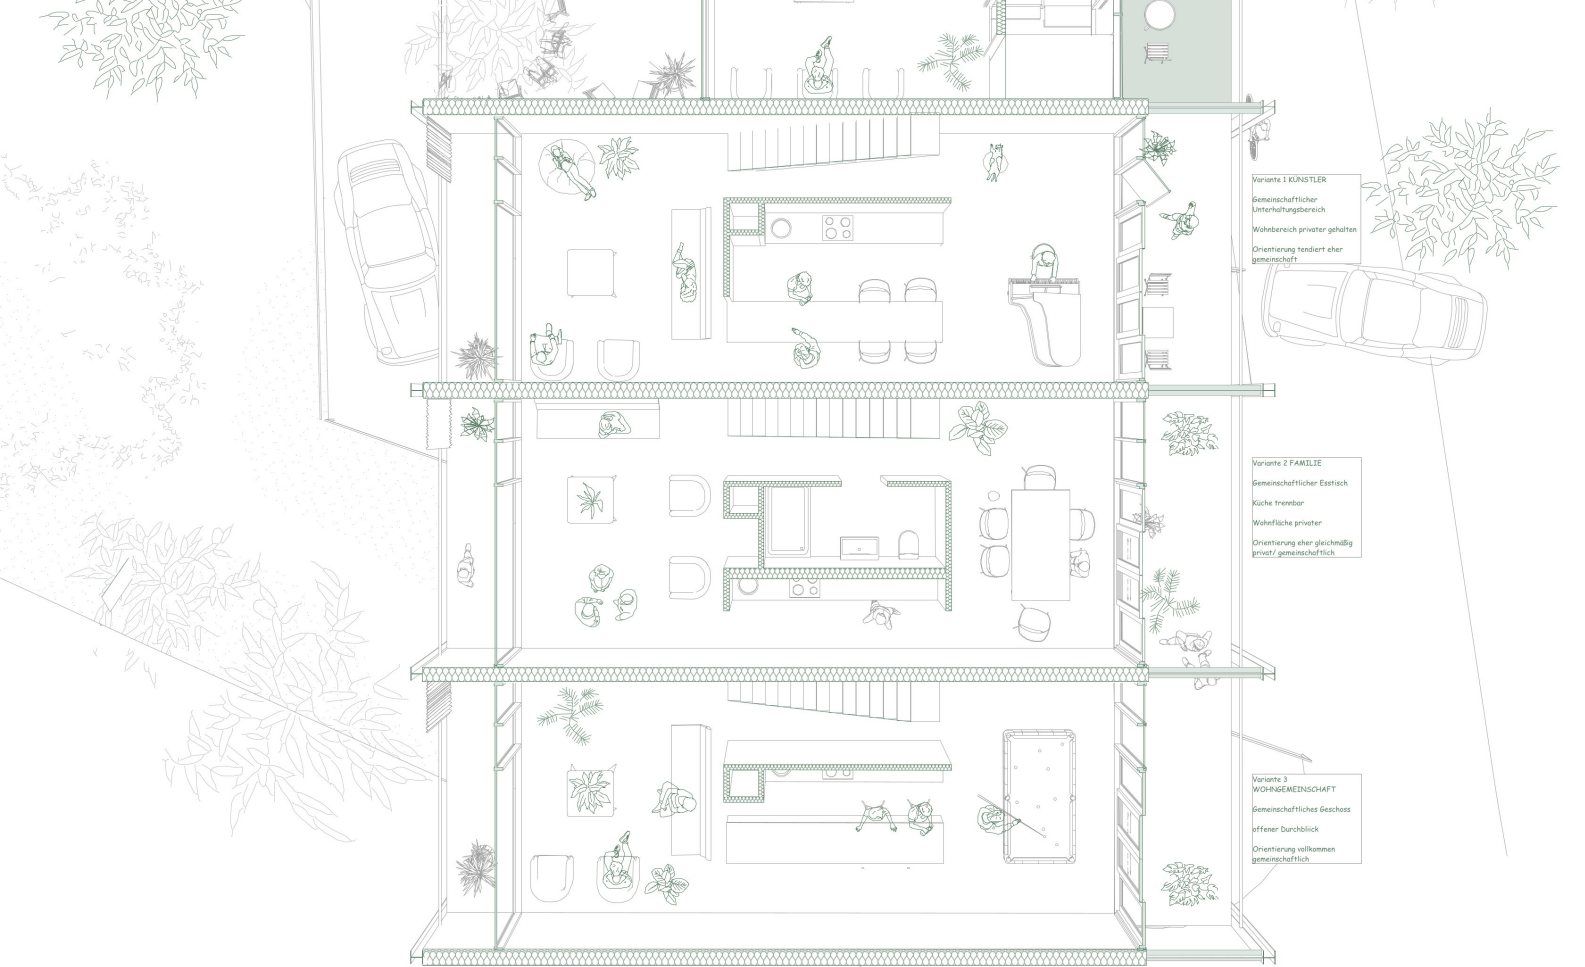 Variante 1 KÜNSTLER
Gemeinschaftlicher
Unterhaltungsbereich
Wohnbereich privater gehalten
Orientierung tendiert eher
gemeinschaft
Variante 2 FAMILIE
Gemeinschaftlicher Esstisch
Küche trennbar
Wohnfläche privater
Orientierung eher gleichmäßig
privat/ gemeinschaftlich
Variante 3
WOHNGEMEINSCHAFT
Gemeinschaftliches Geschoss
offener Durchbliick
Orientierung vollkommen
gemeinschaftlich